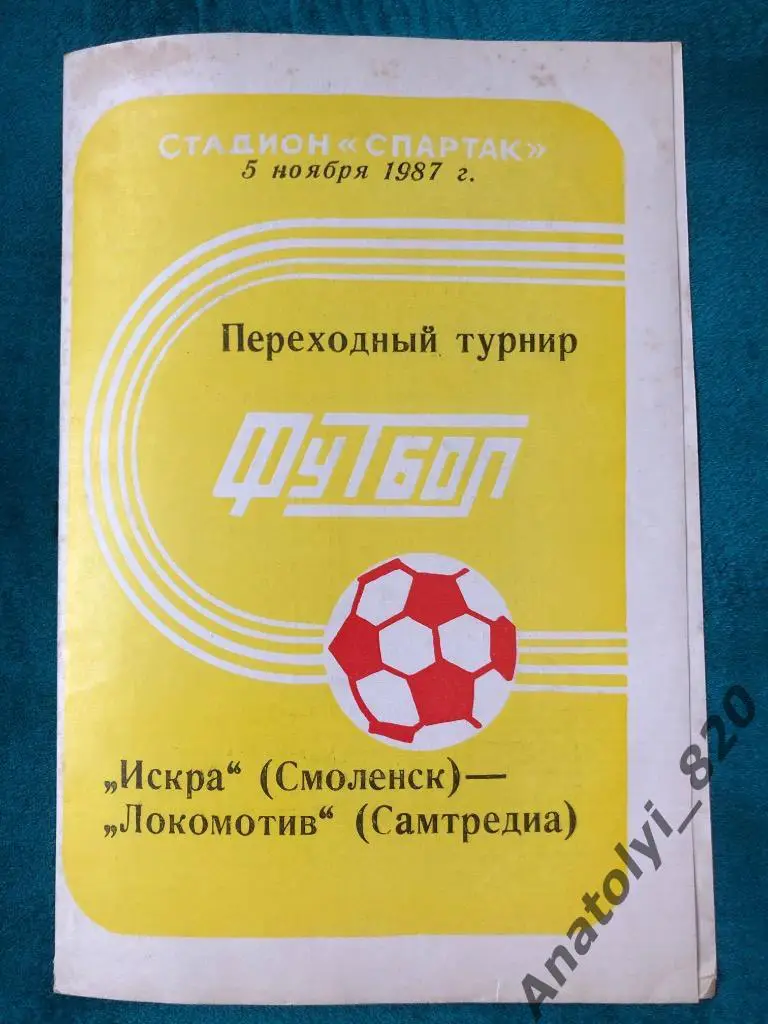 СТАДИОН «СПАРТАК»
5 ноября 1987 г.
Переходный турнир
ФУТБОЛ
„Искра“ (Смоленск)—
„Локомотив“ (Самтредиа)
Anatolyi_820